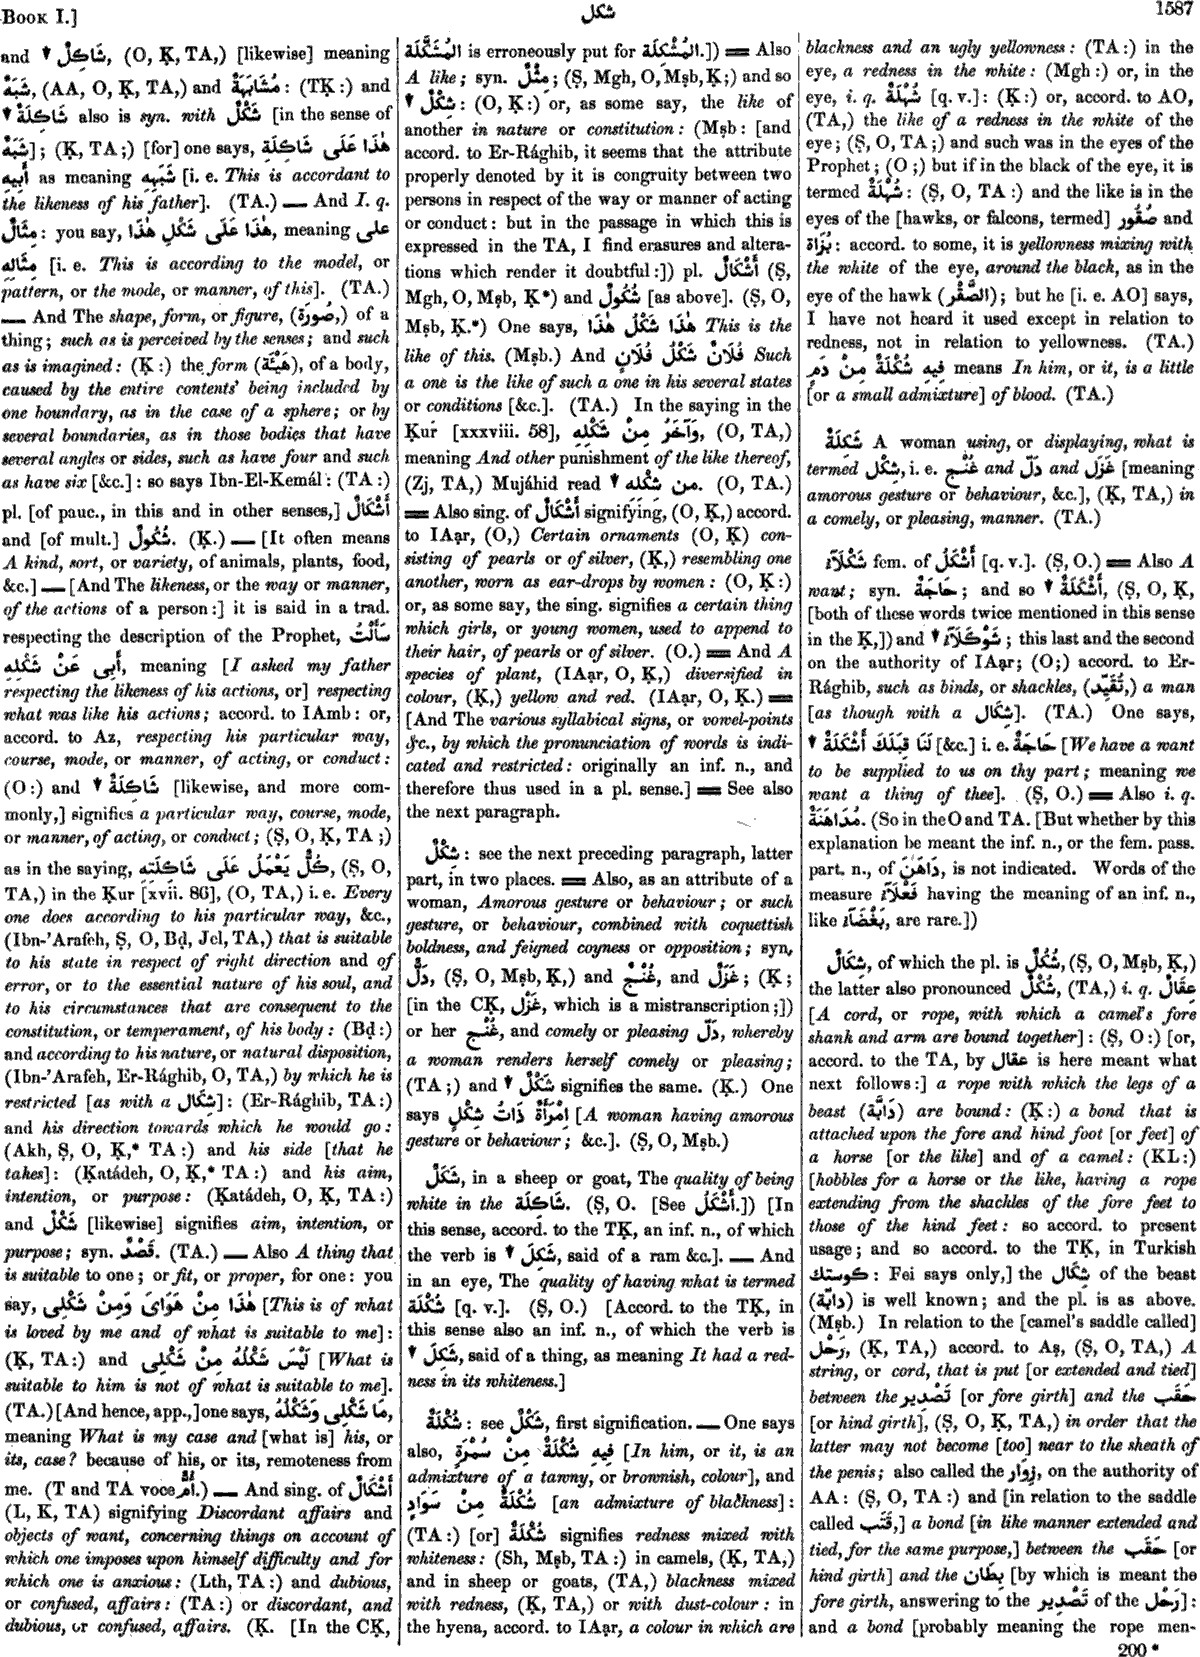 Book I.]
شكل
1587
and ▼ شَاكِلٌ, (O, Ḳ, TA,) [likewise] meaning
شَبَهٌ, (AA, O, Ḳ, TA,) and مُشَابَهَةٌ: (TḲ:) and
▼ شَاكِلَةٌ also is syn. with شَكْلٌ [in the sense of
شَبَهٌ]; (Ḳ, TA;) [for] one says, هٰذَا عَلَى شَاكِلَةِ
أَبِيهِ as meaning شَبَهِهِ [i. e. This is accordant to
the likeness of his father]. (TA.) — And I. q.
مِثَالٌ: you say, هٰذَا عَلَى شَكْلِ هٰذَا, meaning على
مثاله [i. e. This is according to the model, or
pattern, or the mode, or manner, of this]. (TA.)
— And The shape, form, or figure, (صُورَة,) of a
thing; such as is perceived by the senses; and such
as is imagined: (Ḳ:) the form (هَيْئَة), of a body,
caused by the entire contents' being included by
one boundary, as in the case of a sphere; or by
several boundaries, as in those bodies that have
several angles or sides, such as have four and such
as have six [&c.]: so says Ibn-El-Kemál: (TA:)
pl. [of pauc., in this and in other senses,] أَشْكَالٌ
and [of mult.] شُكُولٌ. (Ḳ.) — [It often means
A kind, sort, or variety, of animals, plants, food,
&c.] — [And The likeness, or the way or manner,
of the actions of a person:] it is said in a trad.
respecting the description of the Prophet, سَأَلْتُ
أَبِى عَنْ شَكْلِهِ, meaning [I asked my father
respecting the likeness of his actions, or] respecting
what was like his actions; accord. to IAmb: or,
accord. to Az, respecting his particular way,
course, mode, or manner, of acting, or conduct:
(O:) and ▼ شَاكِلَةٌ [likewise, and more com-
monly,] signifies a particular way, course, mode,
or manner, of acting, or conduct; (Ṣ, O, Ḳ, TA;)
as in the saying, كُلٌّ يَعْمَلُ عَلَى شَاكِلَتِهِ, (Ṣ, O,
TA,) in the Ḳur [xvii. 86], (O, TA,) i. e. Every
one does according to his particular way, &c.,
(Ibn-'Arafeh, Ṣ, O, Bḍ, Jel, TA,) that is suitable
to his state in respect of right direction and of
error, or to the essential nature of his soul, and
to his circumstances that are consequent to the
constitution, or temperament, of his body: (Bḍ:)
and according to his nature, or natural disposition,
(Ibn-'Arafeh, Er-Rághib, O, TA,) by which he is
restricted [as with a شِكَال]: (Er-Rághib, TA:)
and his direction towards which he would go:
(Akh, Ṣ, O, Ḳ,* TA:) and his side [that he
takes]: (Ḳatádeh, O, Ḳ,* TA:) and his aim,
intention, or purpose: (Ḳatádeh, O, Ḳ, TA:)
and شَكْلٌ [likewise] signifies aim, intention, or
purpose; syn. قَصْدٌ. (TA.) — Also A thing that
is suitable to one; or fit, or proper, for one: you
say, هٰذَا مِنْ هَوَاىَ وَمِنْ شَكْلِى [This is of what
is loved by me and of what is suitable to me]:
(Ḳ, TA:) and لَيْسَ شَكْلُهُ مِنْ شَكْلِى [What is
suitable to him is not of what is suitable to me].
(TA.) [And hence, app.,] one says, مَا شَكْلِى وَشَكْلُهُ,
meaning What is my case and [what is] his, or
its, case? because of his, or its, remoteness from
me. (T and TA voce أَمٌّ.) — And sing. of أَشْكَالٌ
(L, K, TA) signifying Discordant affairs and
objects of want, concerning things on account of
which one imposes upon himself difficulty and for
which one is anxious: (Lth, TA:) and dubious,
or confused, affairs: (TA:) or discordant, and
dubious, or confused, affairs. (Ḳ. [In the CḲ,
المُشَكَّلَة is erroneously put for المُشْكِلَة.]) = Also
A like; syn. مِثْلٌ; (Ṣ, Mgh, O, Mṣb, Ḳ;) and so
▼ شِكْلٌ: (O, Ḳ:) or, as some say, the like of
another in nature or constitution: (Mṣb: [and
accord. to Er-Rághib, it seems that the attribute
properly denoted by it is congruity between two
persons in respect of the way or manner of acting
or conduct: but in the passage in which this is
expressed in the TA, I find erasures and altera-
tions which render it doubtful:]) pl. أَشْكَالٌ (Ṣ,
Mgh, O, Mṣb, Ḳ*) and شُكُولٌ [as above]. (Ṣ, O,
Mṣb, Ḳ.*) One says, هٰذَا شَكْلُ هٰذَا This is the
like of this. (Mṣb.) And فُلَانٌ شَكْلُ فُلَانٍ Such
a one is the like of such a one in his several states
or conditions [&c.]. (TA.) In the saying in the
Ḳur [xxxviii. 58], وَآخَرُ مِنْ شَكْلِهِ, (O, TA,)
meaning And other punishment of the like thereof,
(Zj, TA,) Mujáhid read ▼ من شِكْلِهِ. (O, TA.)
= Also sing. of أَشْكَالٌ signifying, (O, Ḳ,) accord.
to IAạr, (O,) Certain ornaments (O, Ḳ) con-
sisting of pearls or of silver, (Ḳ,) resembling one
another, worn as ear-drops by women: (O, Ḳ:)
or, as some say, the sing. signifies a certain thing
which girls, or young women, used to append to
their hair, of pearls or of silver. (O.) = And A
species of plant, (IAạr, O, Ḳ,) diversified in
colour, (Ḳ,) yellow and red. (IAạr, O, Ḳ.) =
[And The various syllabical signs, or vowel-points
&c., by which the pronunciation of words is indi-
cated and restricted: originally an inf. n., and
therefore thus used in a pl. sense.] = See also
the next paragraph.
شِكْلٌ: see the next preceding paragraph, latter
part, in two places. = Also, as an attribute of a
woman, Amorous gesture or behaviour; or such
gesture, or behaviour, combined with coquettish
boldness, and feigned coyness or opposition; syn.
دَلٌّ, (Ṣ, O, Mṣb, Ḳ,) and غُنْجٌ, and غَزَلٌ; (Ḳ;
[in the CḲ, غَزْل, which is a mistranscription;])
or her غُنْج, and comely or pleasing دَلّ, whereby
a woman renders herself comely or pleasing;
(TA;) and ▼ شَكْلٌ signifies the same. (Ḳ.) One
says اِمْرَأَةٌ ذَاتُ شِكْلٍ [A woman having amorous
gesture or behaviour; &c.]. (Ṣ, O, Mṣb.)
شَكَلٌ, in a sheep or goat, The quality of being
white in the شَاكِلَة. (Ṣ, O. [See أَشْكَلُ.]) [In
this sense, accord. to the TḲ, an inf. n., of which
the verb is ▼ شَكِلَ, said of a ram &c.]. — And
in an eye, The quality of having what is termed
شُكْلَةٌ [q. v.]. (Ṣ, O.) [Accord. to the TḲ, in
this sense also an inf. n., of which the verb is
▼ شَكِلَ, said of a thing, as meaning It had a red-
ness in its whiteness.]
شُكْلَةٌ: see شَكْلٌ, first signification. — One says
also, فِيهِ شُكْلَةٌ مِنْ سُمْرَةٍ [In him, or it, is an
admixture of a tawny, or brownish, colour], and
شُكْلَةٌ مِنْ سَوَادٍ [an admixture of blackness]:
(TA:) [or] شُكْلَةٌ signifies redness mixed with
whiteness: (Sh, Mṣb, TA:) in camels, (Ḳ, TA,)
and in sheep or goats, (TA,) blackness mixed
with redness, (Ḳ, TA,) or with dust-colour: in
the hyena, accord. to IAạr, a colour in which are
blackness and an ugly yellowness: (TA:) in the
eye, a redness in the white: (Mgh:) or, in the
eye, i. q. شُهْلَةٌ [q. v.]: (Ḳ:) or, accord. to AO,
(TA,) the like of a redness in the white of the
eye; (Ṣ, O, TA;) and such was in the eyes of the
Prophet; (O;) but if in the black of the eye, it is
termed شُهْلَةٌ: (Ṣ, O, TA:) and the like is in the
eyes of the [hawks, or falcons, termed] صُقُور and
بُزَاة: accord. to some, it is yellowness mixing with
the white of the eye, around the black, as in the
eye of the hawk (الصَّقْر); but he [i. e. AO] says,
I have not heard it used except in relation to
redness, not in relation to yellowness. (TA.)
فِيهِ شُكْلَةٌ مِنْ دَمٍ means In him, or it, is a little
[or a small admixture] of blood. (TA.)
شَكِلَةٌ A woman using, or displaying, what is
termed شِكْل, i. e. غُنْج and دَلّ and غَزَل [meaning
amorous gesture or behaviour, &c.], (Ḳ, TA,) in
a comely, or pleasing, manner. (TA.)
شَكْلَآءُ fem. of أَشْكَلُ [q. v.]. (Ṣ, O.) = Also A
want; syn. حَاجَةٌ; and so ▼ أَشْكَلَةٌ, (Ṣ, O, Ḳ,
[both of these words twice mentioned in this sense
in the Ḳ,]) and ▼ شَوْكَلَآءُ; this last and the second
on the authority of IAạr; (O;) accord. to Er-
Rághib, such as binds, or shackles, (تُقَيِّد,) a man
[as though with a شِكَال]. (TA.) One says,
▼ لَنَا قِبَلَكَ أَشْكَلَةٌ [&c.] i. e. حَاجَةٌ [We have a want
to be supplied to us on thy part; meaning we
want a thing of thee]. (Ṣ, O.) = Also i. q.
مُدَاهَنَةٌ. (So in the O and TA. [But whether by this
explanation be meant the inf. n., or the fem. pass.
part. n., of دَاهَنَ, is not indicated. Words of the
measure فَعْلَآءُ having the meaning of an inf. n.,
like بَغْضَآءُ, are rare.])
شِكَالٌ, of which the pl. is شُكُلٌ, (Ṣ, O, Mṣb, Ḳ,)
the latter also pronounced شُكْلٌ, (TA,) i. q. عِقَالٌ
[A cord, or rope, with which a camel's fore
shank and arm are bound together]: (Ṣ, O:) [or,
accord. to the TA, by عقال is here meant what
next follows:] a rope with which the legs of a
beast (دَابَّة) are bound: (Ḳ:) a bond that is
attached upon the fore and hind foot [or feet] of
a horse [or the like] and of a camel: (KL:)
[hobbles for a horse or the like, having a rope
extending from the shackles of the fore feet to
those of the hind feet: so accord. to present
usage; and so accord. to the TḲ, in Turkish
كوستك: Fei says only,] the شِكَال of the beast
(دابّة) is well known; and the pl. is as above.
(Mṣb.) In relation to the [camel's saddle called]
رَحْل, (Ḳ, TA,) accord. to Aṣ, (Ṣ, O, TA,) A
string, or cord, that is put [or extended and tied]
between the تَصْدِير [or fore girth] and the حَقَب
[or hind girth], (Ṣ, O, Ḳ, TA,) in order that the
latter may not become [too] near to the sheath of
the penis; also called the زِوَار, on the authority of
AA: (Ṣ, O, TA:) and [in relation to the saddle
called قَتَب,] a bond [in like manner extended and
tied, for the same purpose,] between the حَقَب [or
hind girth] and the بِطَان [by which is meant the
fore girth, answering to the تَصْدِير of the رَحْل]:
and a bond [probably meaning the rope men-
200 *